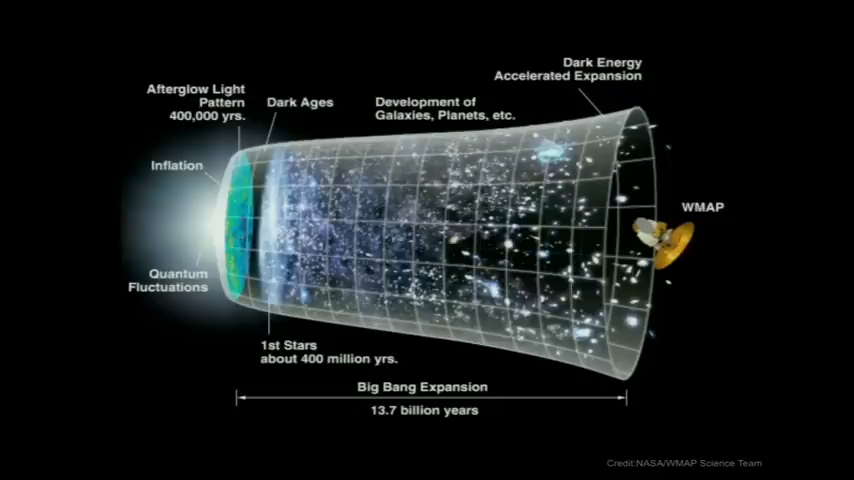 Dark Energy
Accelerated Expansion
Afterglow Light
Pattern
400,000 yrs.
Dark Ages
Development of
Galaxies, Planets, etc.
Inflation
WMAP
Quantum
Fluctuations
1st Stars
about 400 million yrs.
Big Bang Expansion
13.7 billion years
Credit:NASA/WMAP Science Team